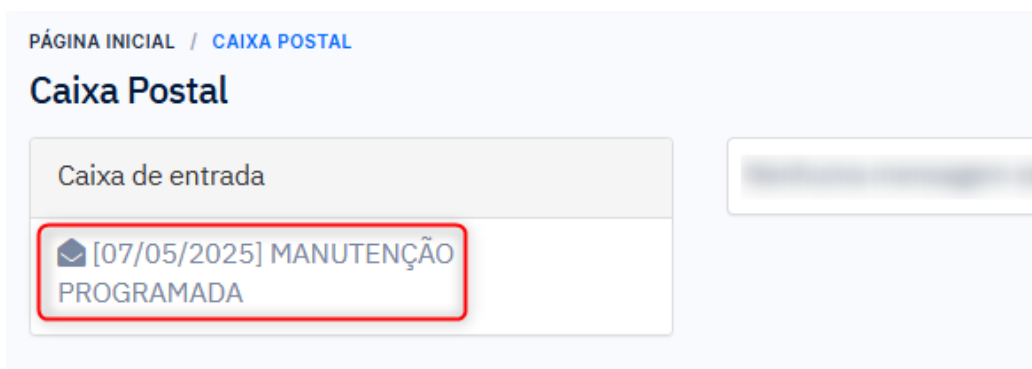 PÁGINA INICIAL / CAIXA POSTAL
Caixa Postal
Caixa de entrada
[07/05/2025] MANUTENÇÃO
PROGRAMADA